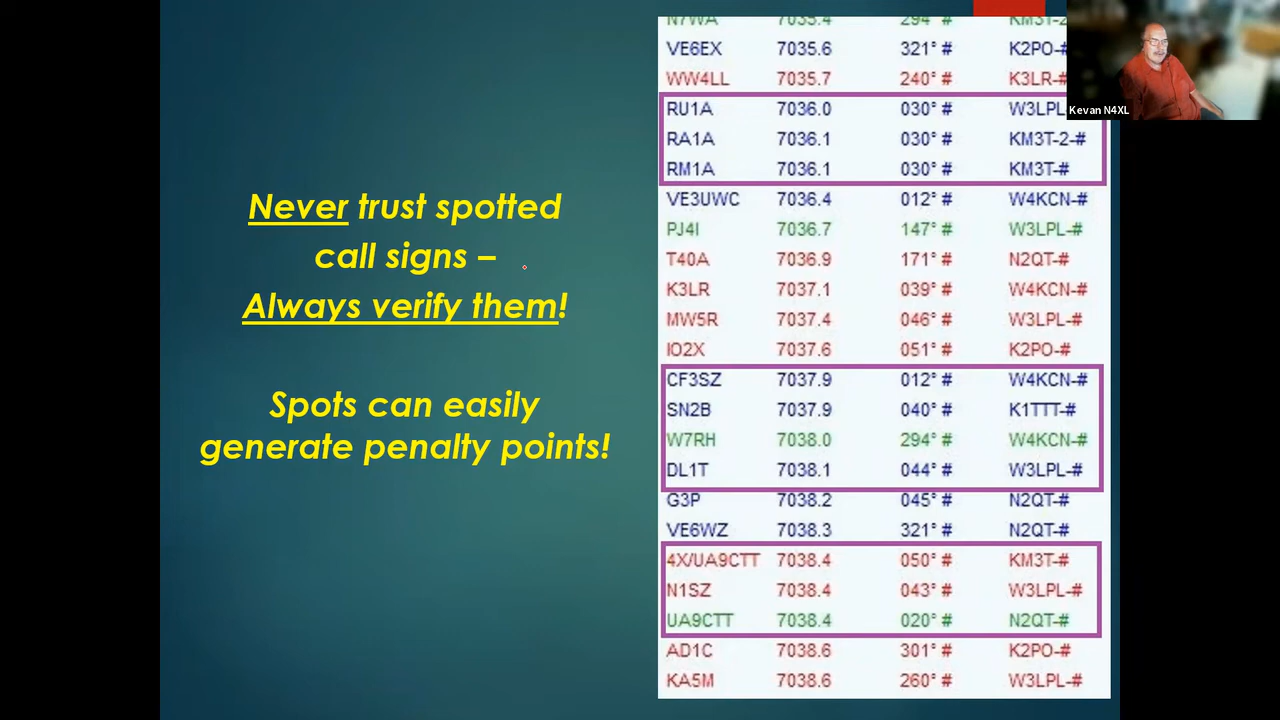 Never trust spotted
call signs –
Always verify them!
Spots can easily
generate penalty points!
N7WA 7035.4 294° # KM3T-2
VE6EX 7035.6 321° # K2PO-#
WW4LL 7035.7 240° # K3LR-#
RU1A 7036.0 030° # W3LPL
RA1A 7036.1 030° # KM3T-2-#
RM1A 7036.1 030° # KM3T-#
VE3UWC 7036.4 012° # W4KCN-#
PJ4I 7036.7 147° # W3LPL-#
T40A 7036.9 171° # N2QT-#
K3LR 7037.1 039° # W4KCN-#
MW5R 7037.4 046° # W3LPL-#
IO2X 7037.6 051° # K2PO-#
CF3SZ 7037.9 012° # W4KCN-#
SN2B 7037.9 040° # K1TTT-#
W7RH 7038.0 294° # W4KCN-#
DL1T 7038.1 044° # W3LPL-#
G3P 7038.2 045° # N2QT-#
VE6WZ 7038.3 321° # N2QT-#
4X/UA9CTT 7038.4 050° # KM3T-#
N1SZ 7038.4 043° # W3LPL-#
UA9CTT 7038.4 020° # N2QT-#
AD1C 7038.6 301° # K2PO-#
KA5M 7038.6 260° # W3LPL-#
Kevan N4XL